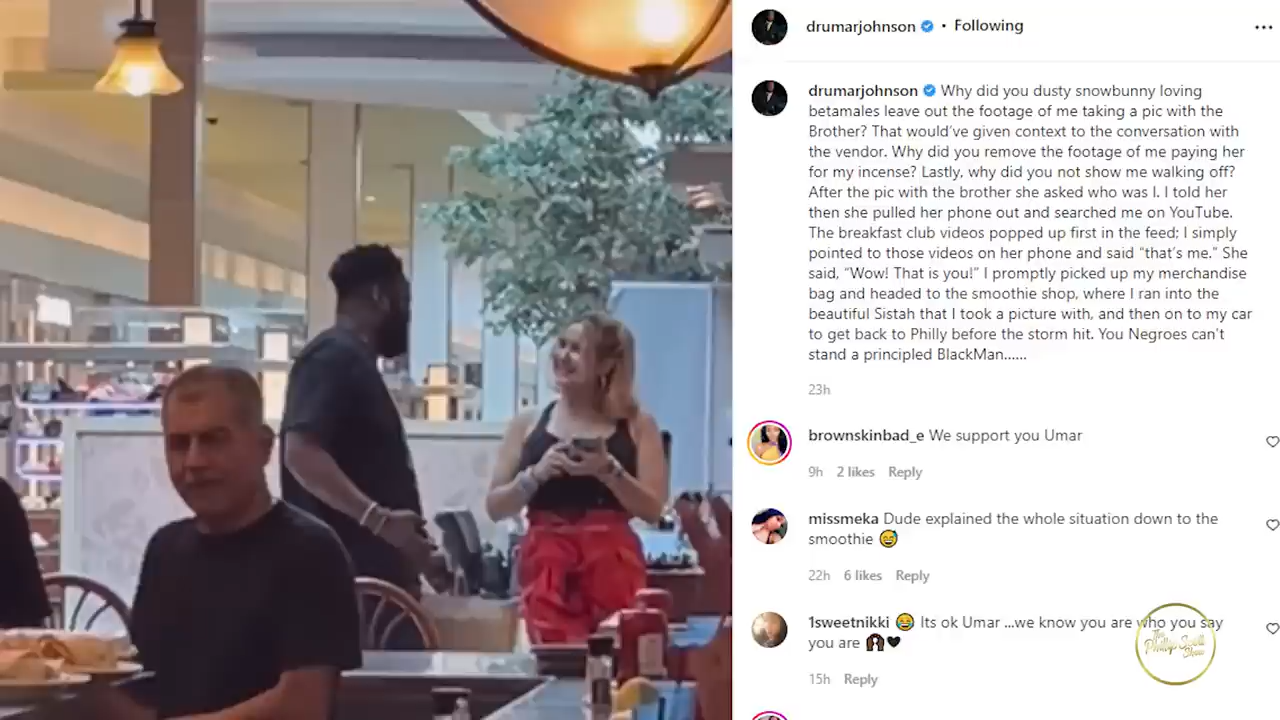 drumarjohnson • Following
drumarjohnson Why did you dusty snowbunny loving
betamales leave out the footage of me taking a pic with the
Brother? That would've given context to the conversation with
the vendor. Why did you remove the footage of me paying her
for my incense? Lastly, why did you not show me walking off?
After the pic with the brother she asked who was I. I told her
then she pulled her phone out and searched me on YouTube.
The breakfast club videos popped up first in the feed; I simply
pointed to those videos on her phone and said “that’s me.” She
said, “Wow! That is you!” I promptly picked up my merchandise
bag and headed to the smoothie shop, where I ran into the
beautiful Sistah that I took a picture with, and then on to my car
to get back to Philly before the storm hit. You Negroes can’t
stand a principled BlackMan......
23h
brownskinbad_e We support you Umar
9h 2 likes Reply
missmeka Dude explained the whole situation down to the
smoothie 😅
22h 6 likes Reply
1sweetnikki 😂 Its ok Umar ...we know you are who you say
you are 👩🏿‍🤝‍👨🏿🖤
15h Reply
The
Philly Swell
Show